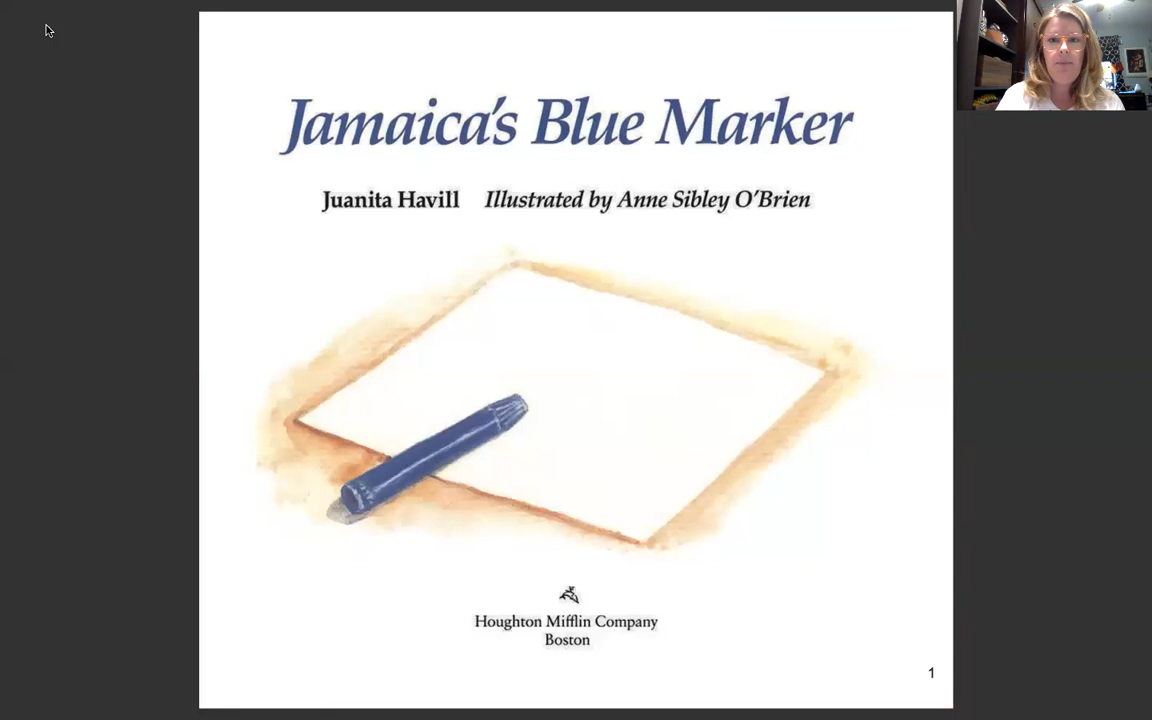 Jamaica's Blue Marker
Juanita Havill Illustrated by Anne Sibley O'Brien
Houghton Mifflin Company
Boston
1